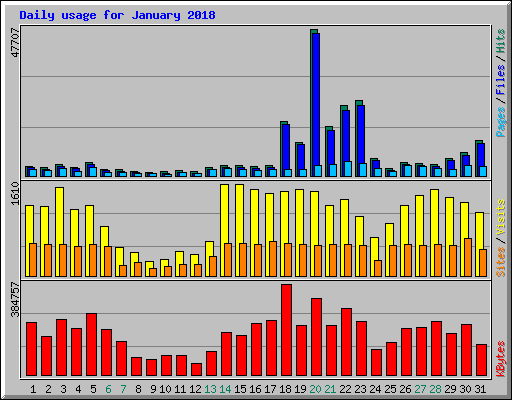 Daily usage for January 2018
47707
Pages / Files / Hits
1610
Sites / Visits
384757
KBytes
1 2 3 4 5 6 7 8 9 10 11 12 13 14 15 16 17 18 19 20 21 22 23 24 25 26 27 28 29 30 31